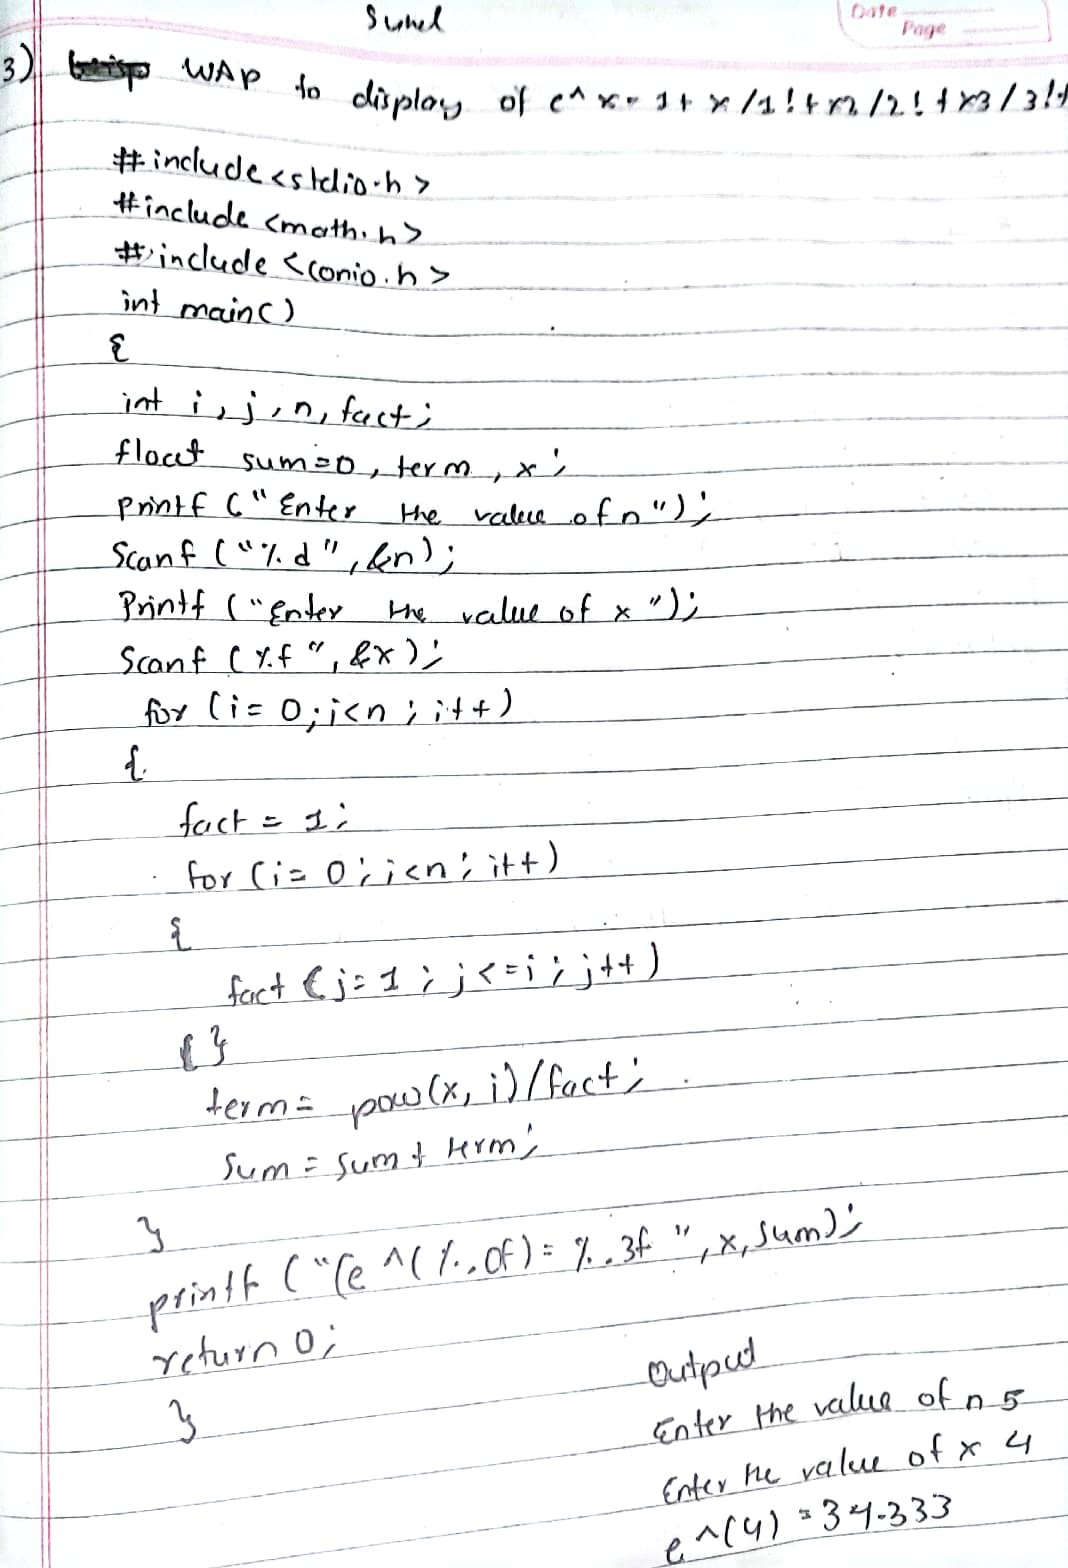 Sunel
Date
Page
3) WAP to display of e^x = 1 + x/1! + x2/2! + x3/3!+
#include <stdio.h>
#include <math.h>
#include <conio.h>
int main()
{
int i, j, n, fact;
float sum=0, term, x;
printf ("Enter the value of n");
Scanf ("%d", &n);
Printf ("Enter the value of x");
Scanf (%f", &x);
for (i= 0; i<n; i++)
{
fact = 1;
for (i= 0; i<n; i++)
{
fact (j=1; j<=i; j++)
{ }
term= pow(x, i)/fact;
Sum = sum + term;
}
printf ("(e^(%.0f) = %.3f", x, sum);
return 0;
}
Output
Enter the value of n 5
Enter the value of x 4
e^(4) = 34.333